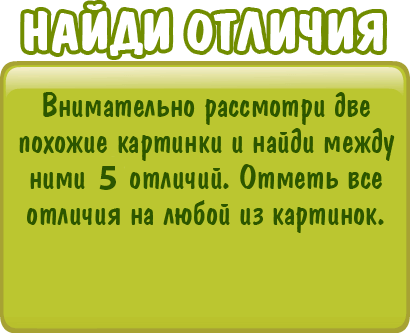 НАЙДИ ОТЛИЧИЯ
Внимательно рассмотри две
похожие картинки и найди между
ними 5 отличий. Отметь все
отличия на любой из картинок.